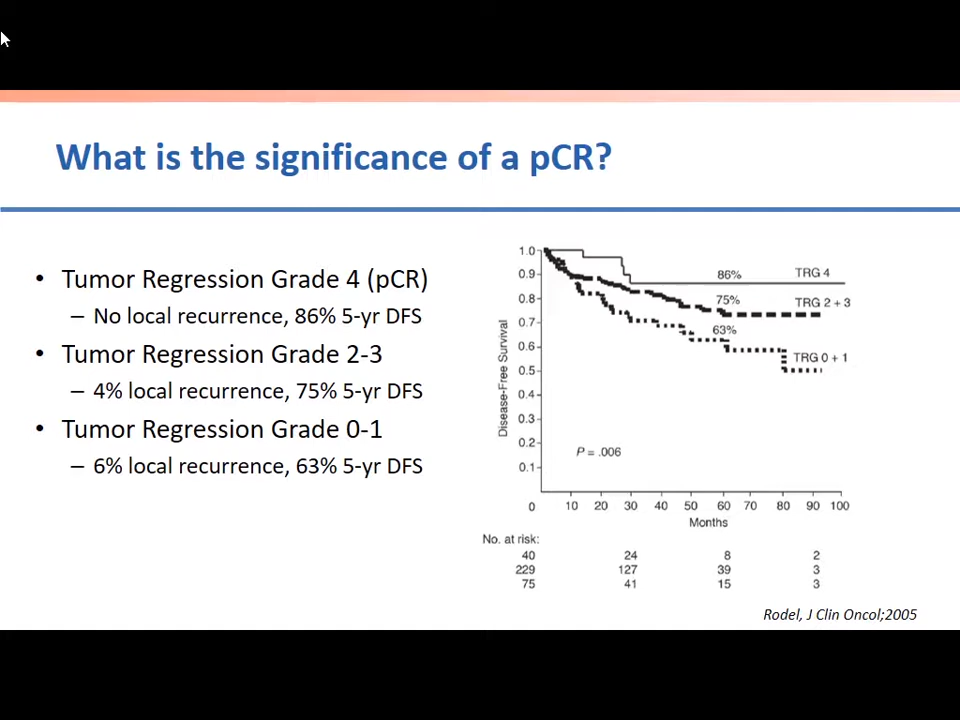 What is the significance of a pCR?
• Tumor Regression Grade 4 (pCR)
– No local recurrence, 86% 5-yr DFS
• Tumor Regression Grade 2-3
– 4% local recurrence, 75% 5-yr DFS
• Tumor Regression Grade 0-1
– 6% local recurrence, 63% 5-yr DFS
Disease-Free Survival
1.0
0.9
0.8
0.7
0.6
0.5
0.4
0.3
0.2
0.1
86% TRG 4
75% TRG 2 + 3
63%
TRG 0 + 1
P = .006
0 10 20 30 40 50 60 70 80 90 100
Months
No. at risk:
40 24 8 2
229 127 39 3
75 41 15 3
Rodel, J Clin Oncol;2005